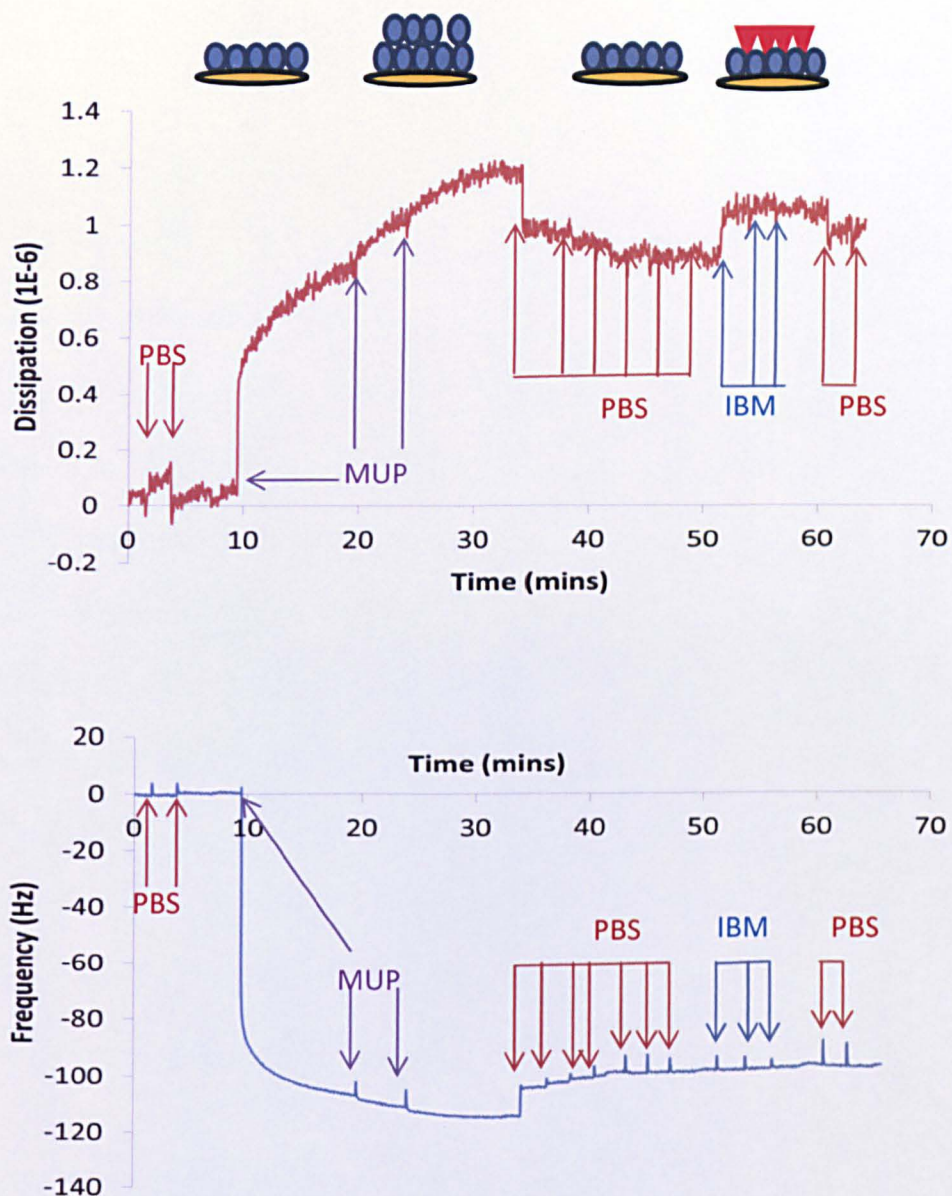 1.4
1.2
1
0.8
0.6
0.4
0.2
0
-0.2
Dissipation (1E-6)
PBS
MUP
PBS
IBM
PBS
0 10 20 30 40 50 60 70
Time (mins)
20
0
-20
-40
-60
-80
-100
-120
-140
Frequency (Hz)
Time (mins)
0 10 20 30 40 50 60 70
PBS
MUP
PBS
IBM
PBS